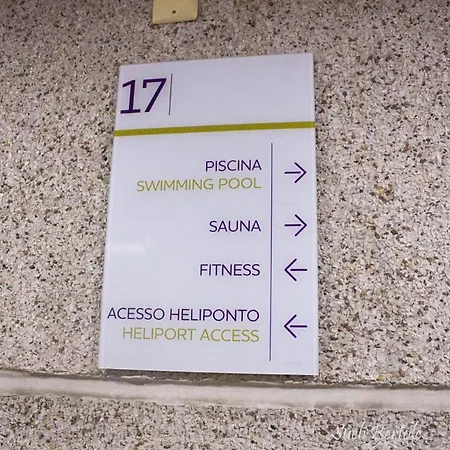 17
PISCINA
SWIMMING POOL
SAUNA
FITNESS
ACESSO HELIPONTO
HELIPORT ACCESS